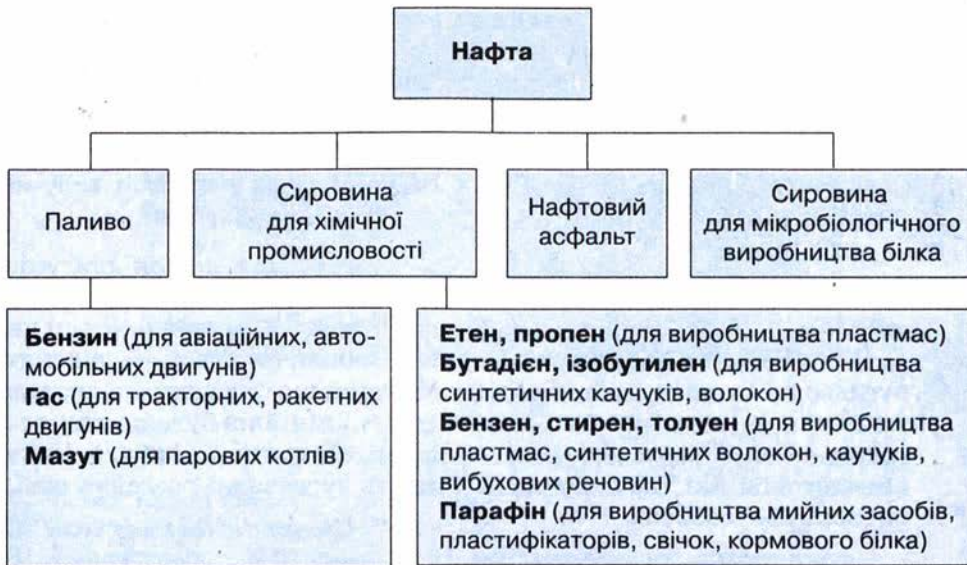 Нафта
Паливо
Сировина
для хімічної
промисловості
Нафтовий
асфальт
Сировина
для мікробіологічного
виробництва білка
Бензин (для авіаційних, авто-
мобільних двигунів)
Гас (для тракторних, ракетних
двигунів)
Мазут (для парових котлів)
Етен, пропен (для виробництва пластмас)
Бутадієн, ізобутилен (для виробництва
синтетичних каучуків, волокон)
Бензен, стирен, толуен (для виробництва
пластмас, синтетичних волокон, каучуків,
вибухових речовин)
Парафін (для виробництва мийних засобів,
пластифікаторів, свічок, кормового білка)